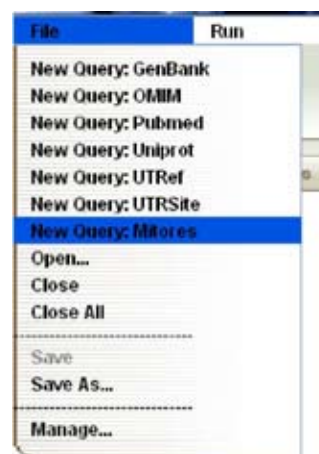 File Run
New Query: GenBank
New Query: OMIM
New Query: Pubmed
New Query: Uniprot
New Query: UTRef
New Query: UTRSite
New Query: Mitores
Open...
Close
Close All
Save
Save As...
Manage...